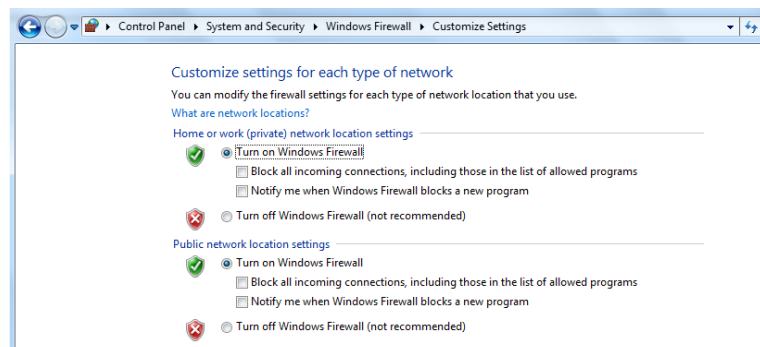 Control Panel ▸ System and Security ▸ Windows Firewall ▸ Customize Settings
Customize settings for each type of network
You can modify the firewall settings for each type of network location that you use.
What are network locations?
Home or work (private) network location settings
Turn on Windows Firewall
Block all incoming connections, including those in the list of allowed programs
Notify me when Windows Firewall blocks a new program
Turn off Windows Firewall (not recommended)
Public network location settings
Turn on Windows Firewall
Block all incoming connections, including those in the list of allowed programs
Notify me when Windows Firewall blocks a new program
Turn off Windows Firewall (not recommended)